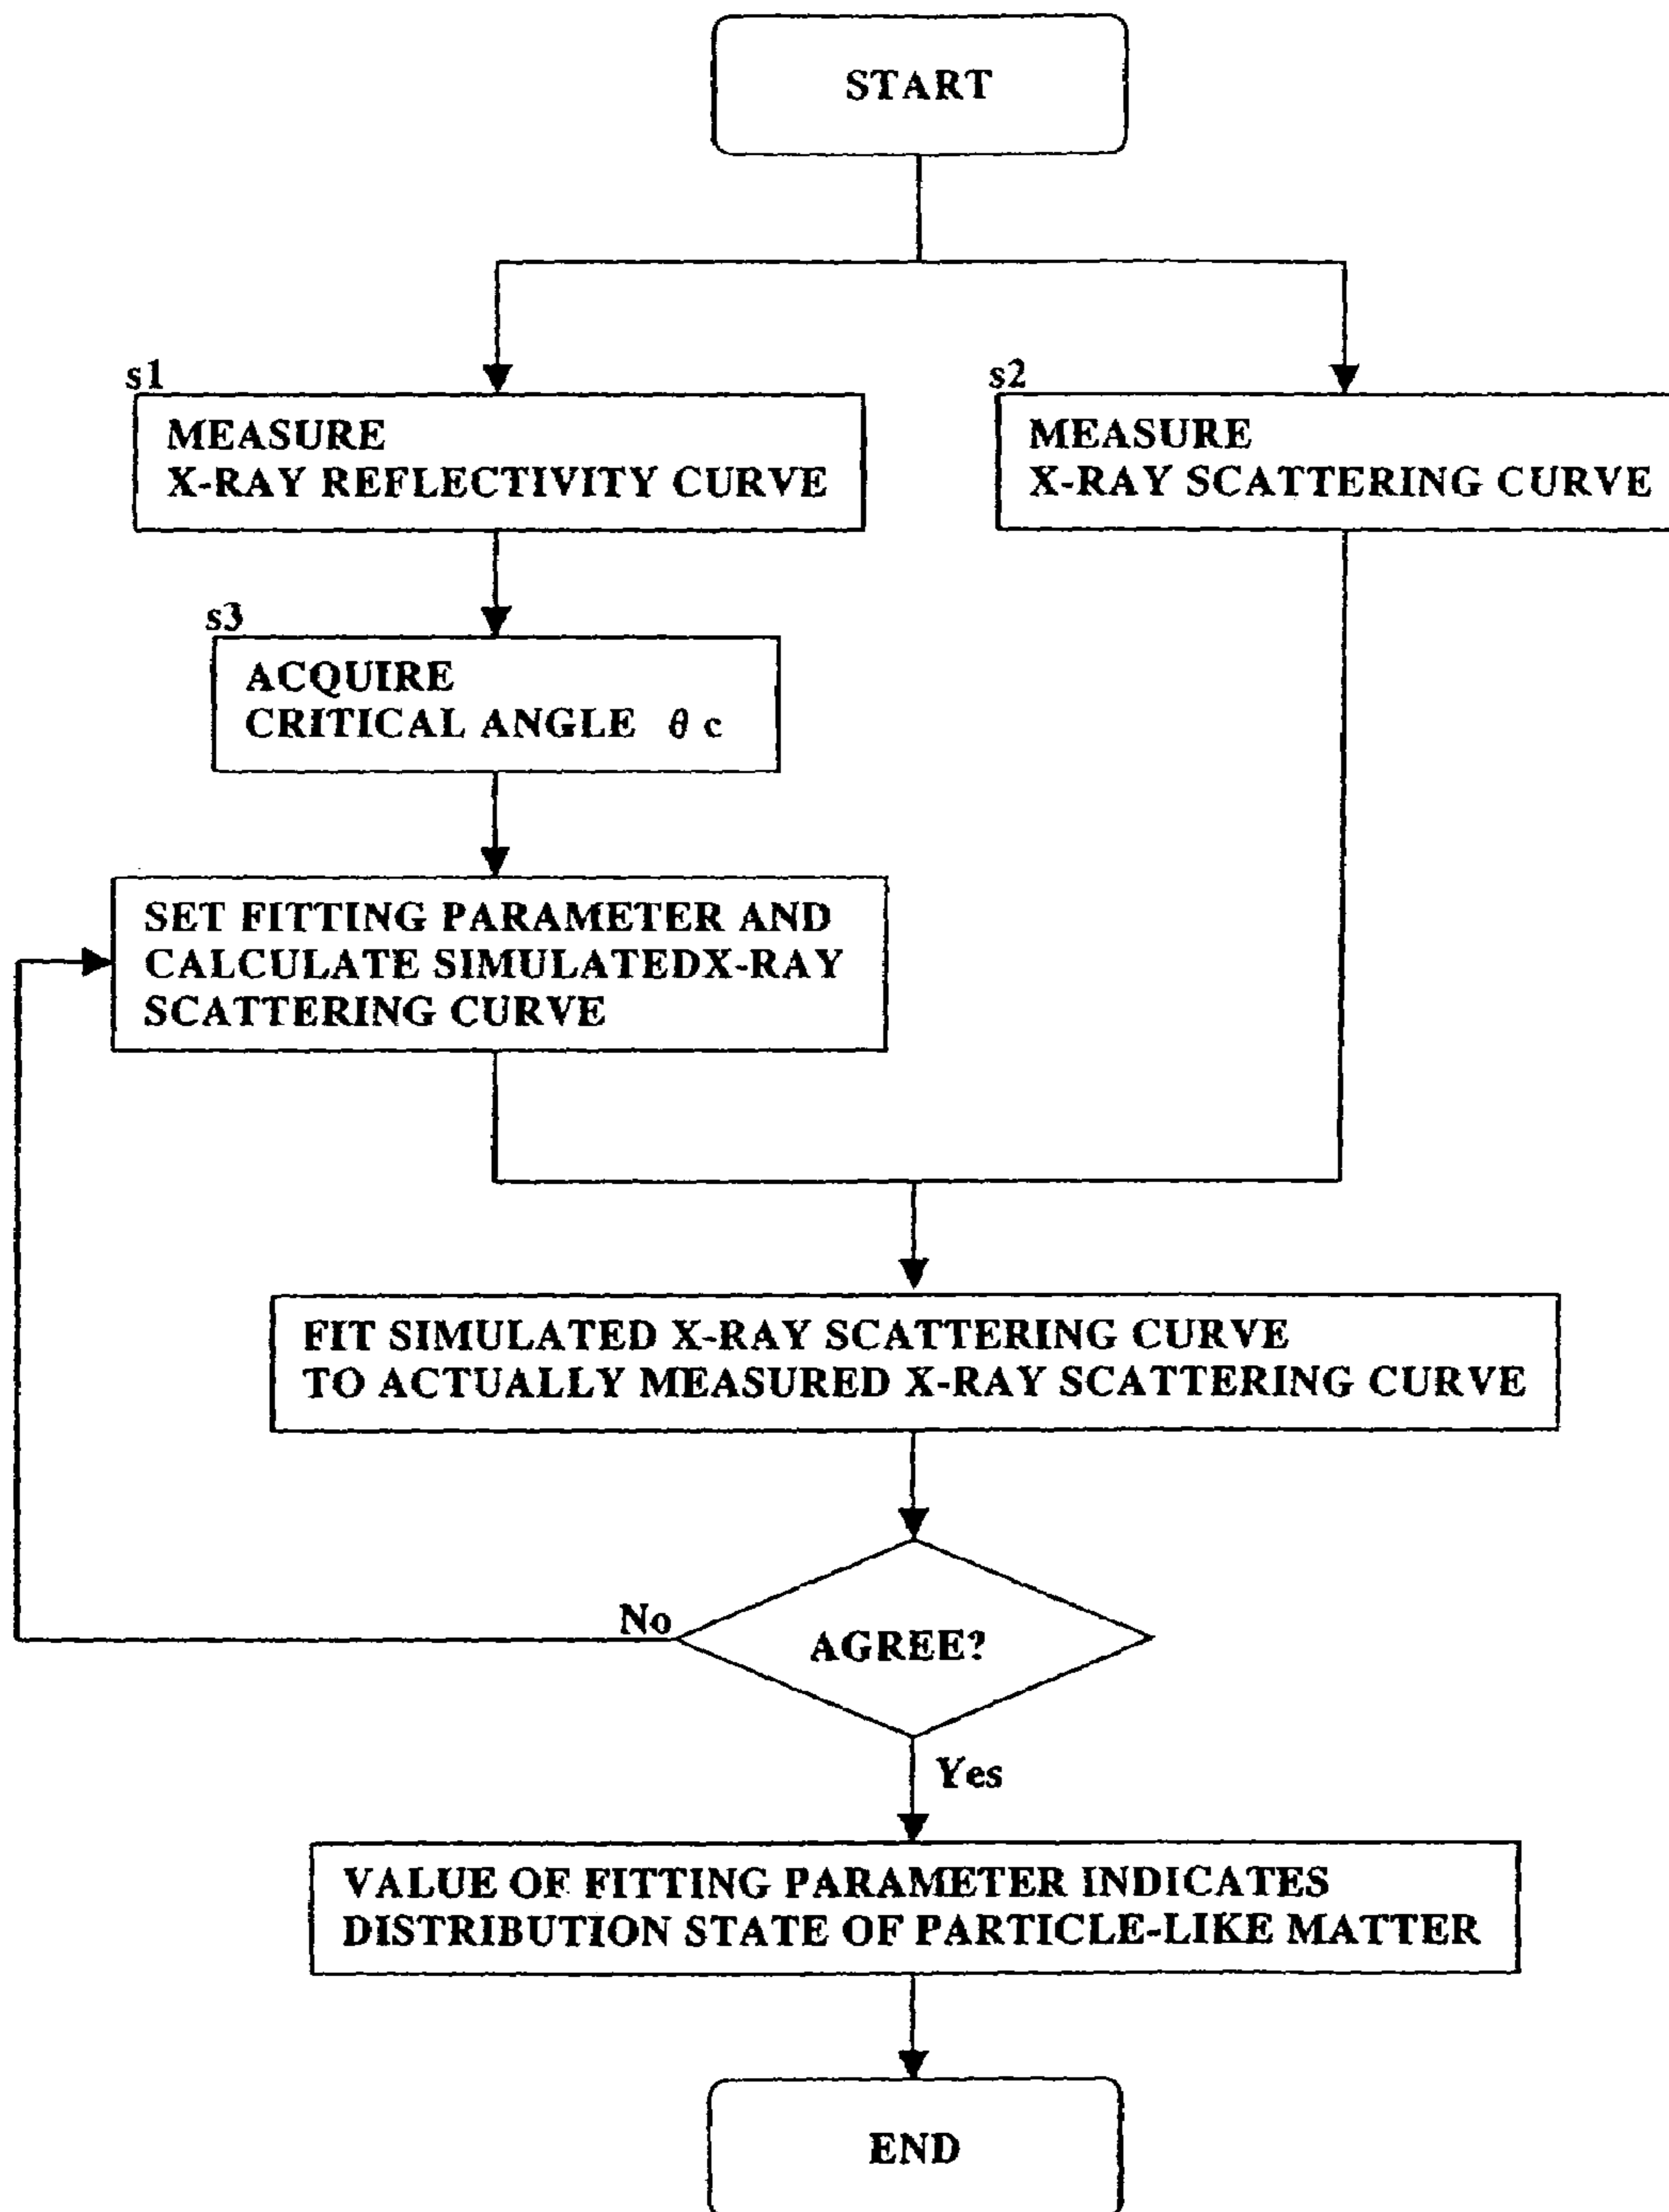 START
s1
MEASURE
X-RAY REFLECTIVITY CURVE
s2
MEASURE
X-RAY SCATTERING CURVE
s3
ACQUIRE
CRITICAL ANGLE θ c
SET FITTING PARAMETER AND
CALCULATE SIMULATEDX-RAY
SCATTERING CURVE
FIT SIMULATED X-RAY SCATTERING CURVE
TO ACTUALLY MEASURED X-RAY SCATTERING CURVE
No
AGREE?
Yes
VALUE OF FITTING PARAMETER INDICATES
DISTRIBUTION STATE OF PARTICLE-LIKE MATTER
END